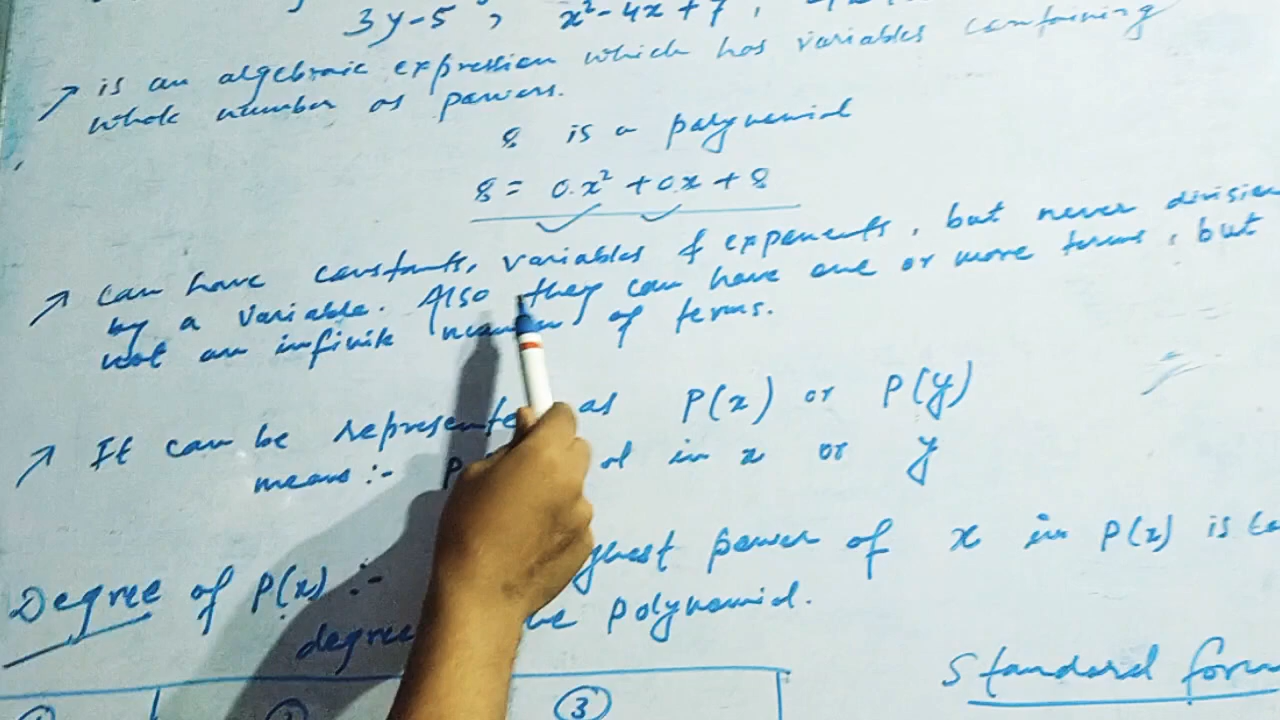 3y-5, x²-4x+7,
→ is an algebraic expression which has variables containing
whole number as powers.
8 is a polynomial
8 = 0.x² + 0.x + 8
→ can have constants, variables & exponents, but never division
by a variable. Also they can have one or more terms, but
not an infinite number of terms.
→ It can be represented as P(x) or P(y)
means :- in x or y
Degree of P(x) :- power of x in P(x) is
degree polynomial.
Standard form
③